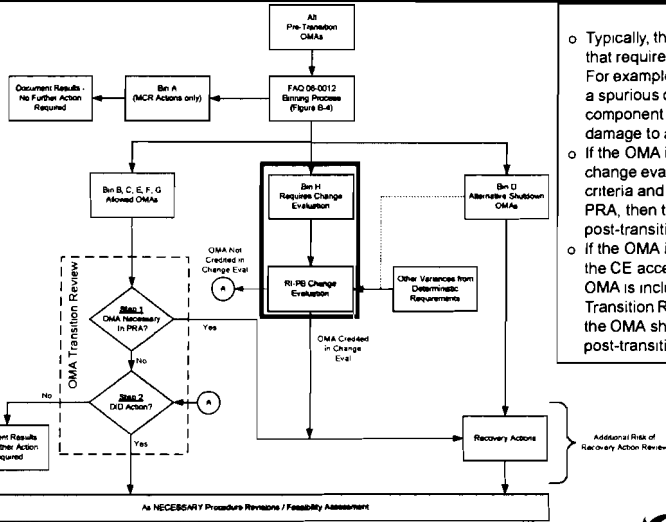 All
Pre-Transition
OMAs
Document Results -
No Further Action
Required
Bin A
(MCR Actions only)
FAQ 06-0012
Binning Process
(Figure B-4)
Bin B, C, E, F, G
Allowed OMAs
Bin H
Requires Change
Evaluation
Bin D
Alternative Shutdown
OMAs
OMA Not
Credited in
Change Eval
A
RI-PB Change
Evaluation
Other Variances from
Deterministic
Requirements
OMA Transition Review
Step 1
OMA Necessary
In PRA?
Yes
No
OMA Credited
in Change
Eval
Step 2
DID Action?
A
No
Yes
Results
Action
Recovery Actions
Additional Risk of
Recovery Action Review
As NECESSARY Procedure Revisions / Feasibility Assessment
o Typically, th
that require
For example
a spurious
component
damage to a
o If the OMA i
change eva
criteria and
PRA, then t
post-transiti
o If the OMA i
the CE acce
OMA is inclu
Transition R
the OMA sh
post-transiti